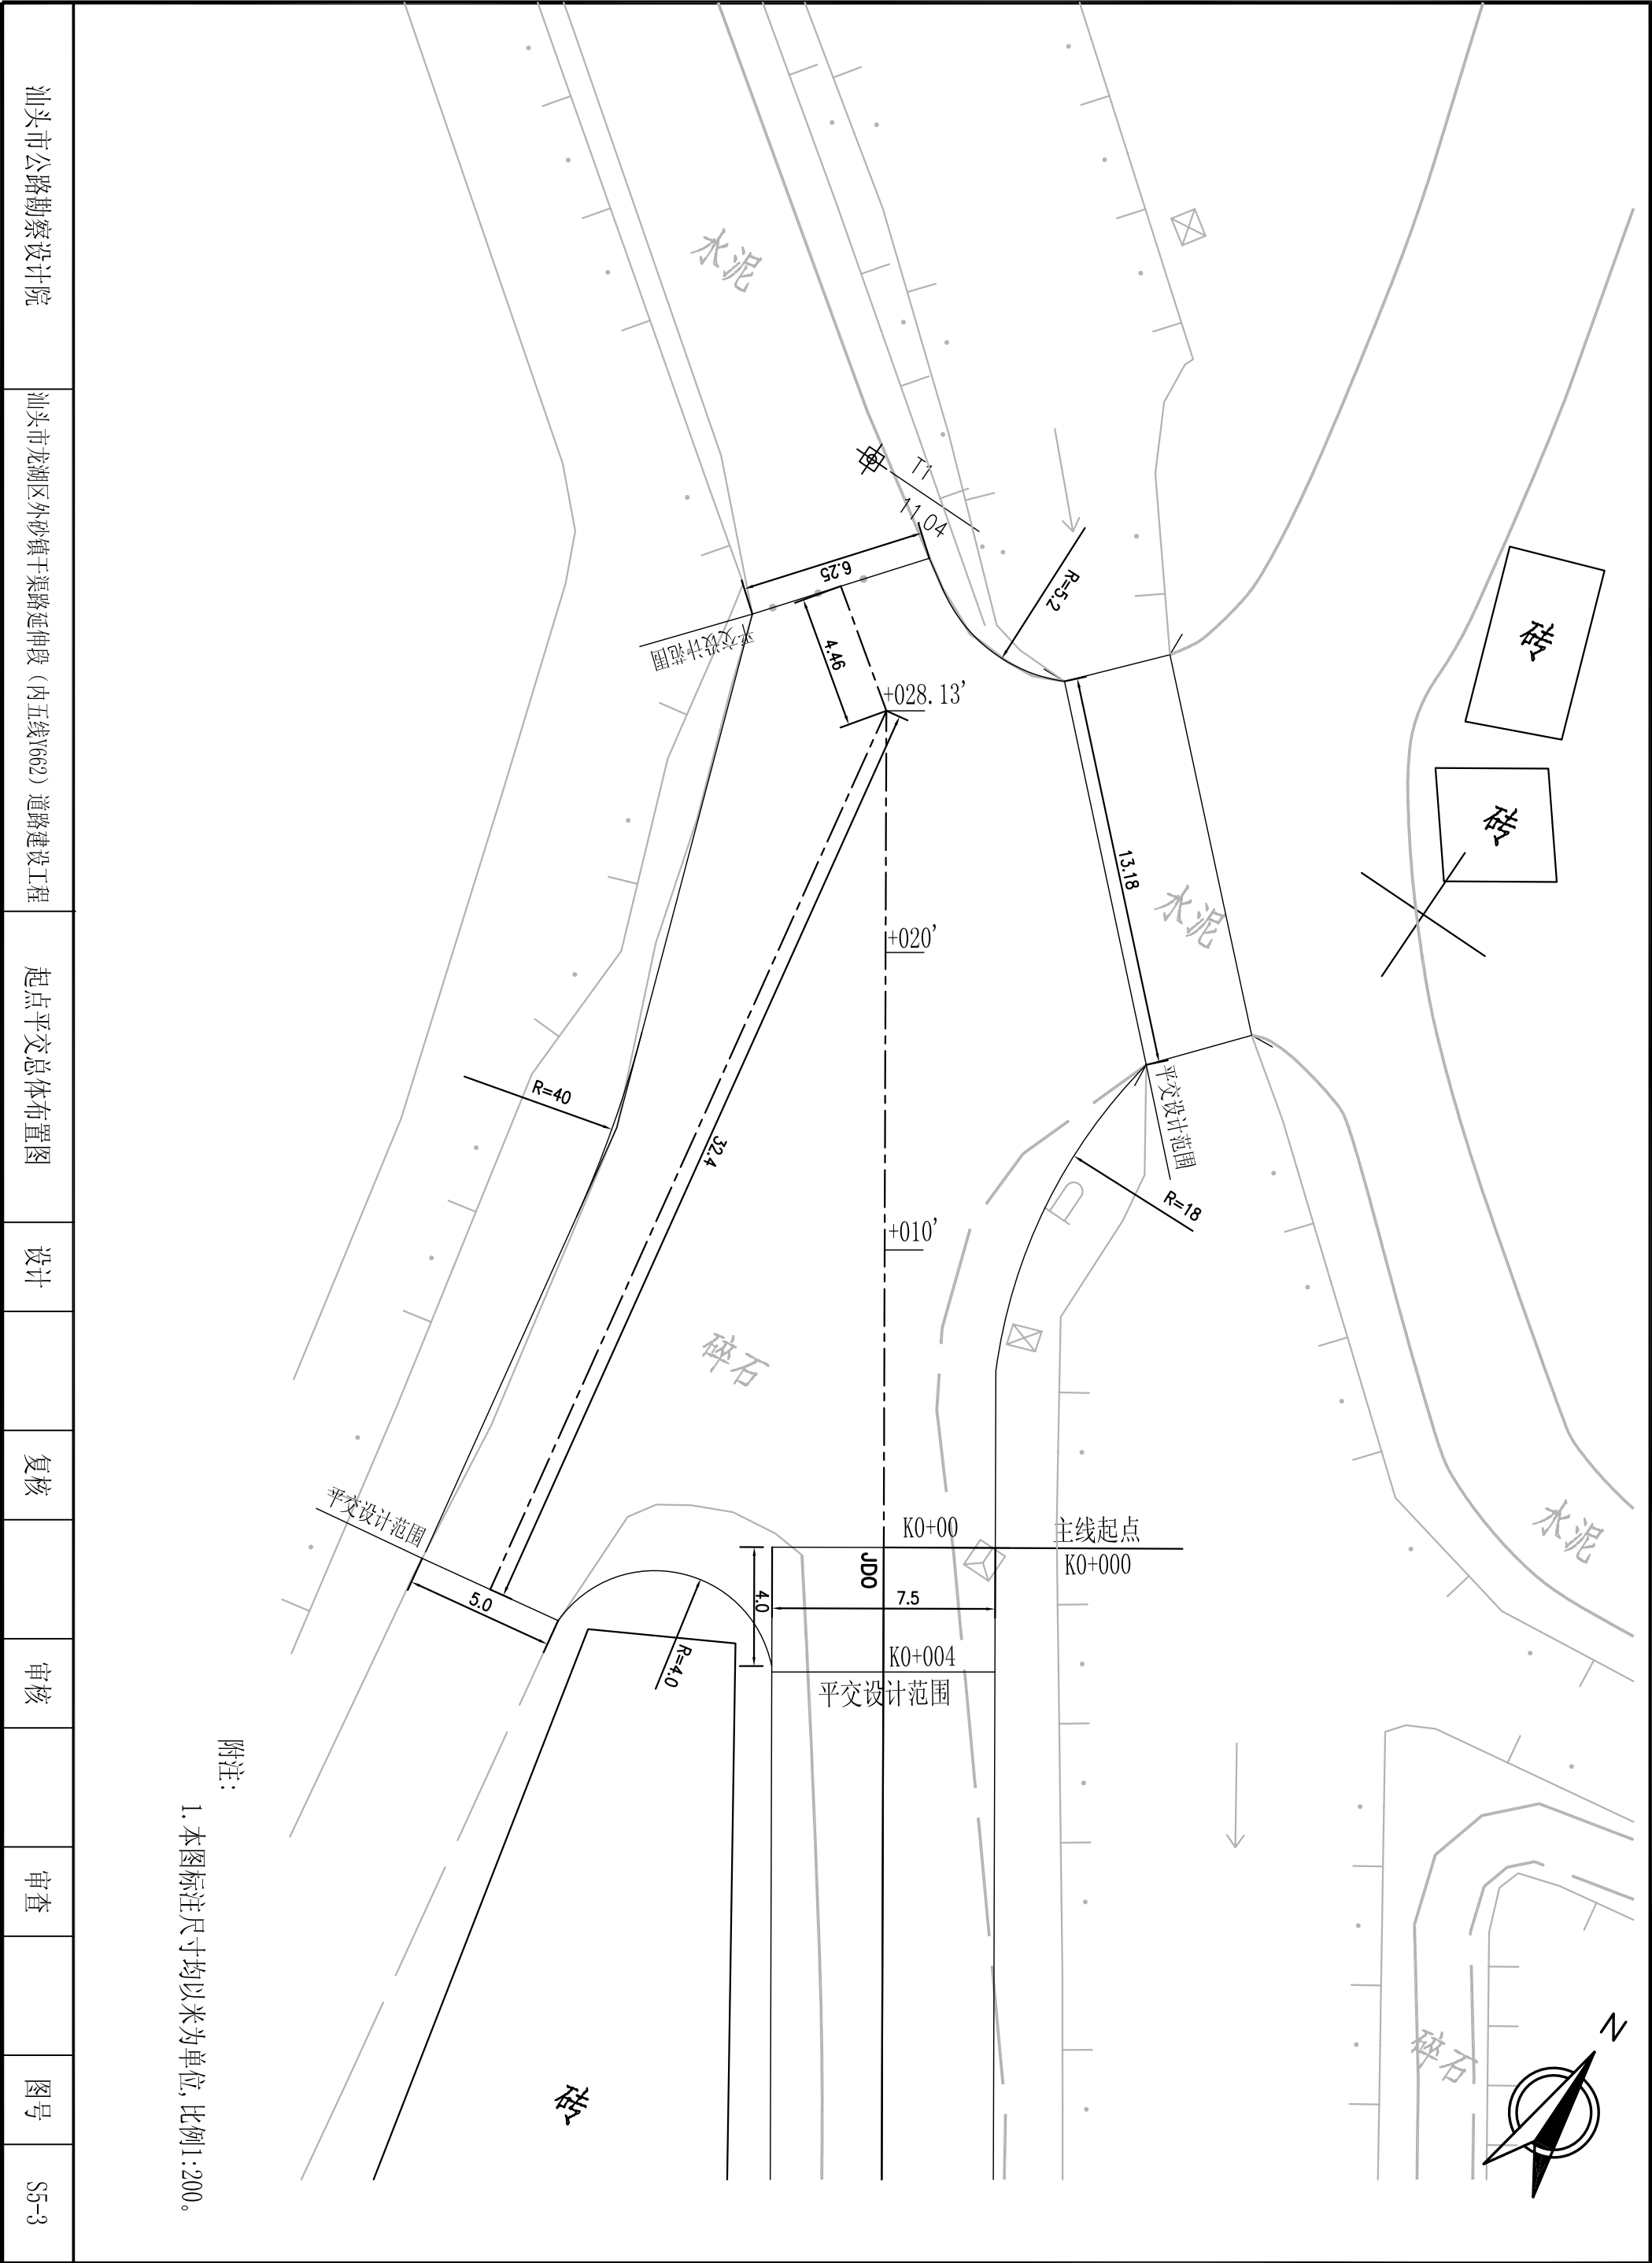 水泥
T1
11.04
R=5.2
6.25
平交设计范围
4.46
+028.13'
砖
砖
13.18
水泥
+020'
平交设计范围
R=40
32.4
R=18
+010'
碎石
平交设计范围
5.0
R=4.0
4.0
K0+00
主线起点
K0+000
JD0
7.5
K0+004
平交设计范围
水泥
碎石
N
砖
附注:
1.本图标注尺寸均以米为单位,比例1:200。
汕头市公路勘察设计院
汕头市龙湖区外砂镇干渠路延伸段（内五线Y662）道路建设工程
起点平交总体布置图
设计
复核
审核
审查
图号
S5-3